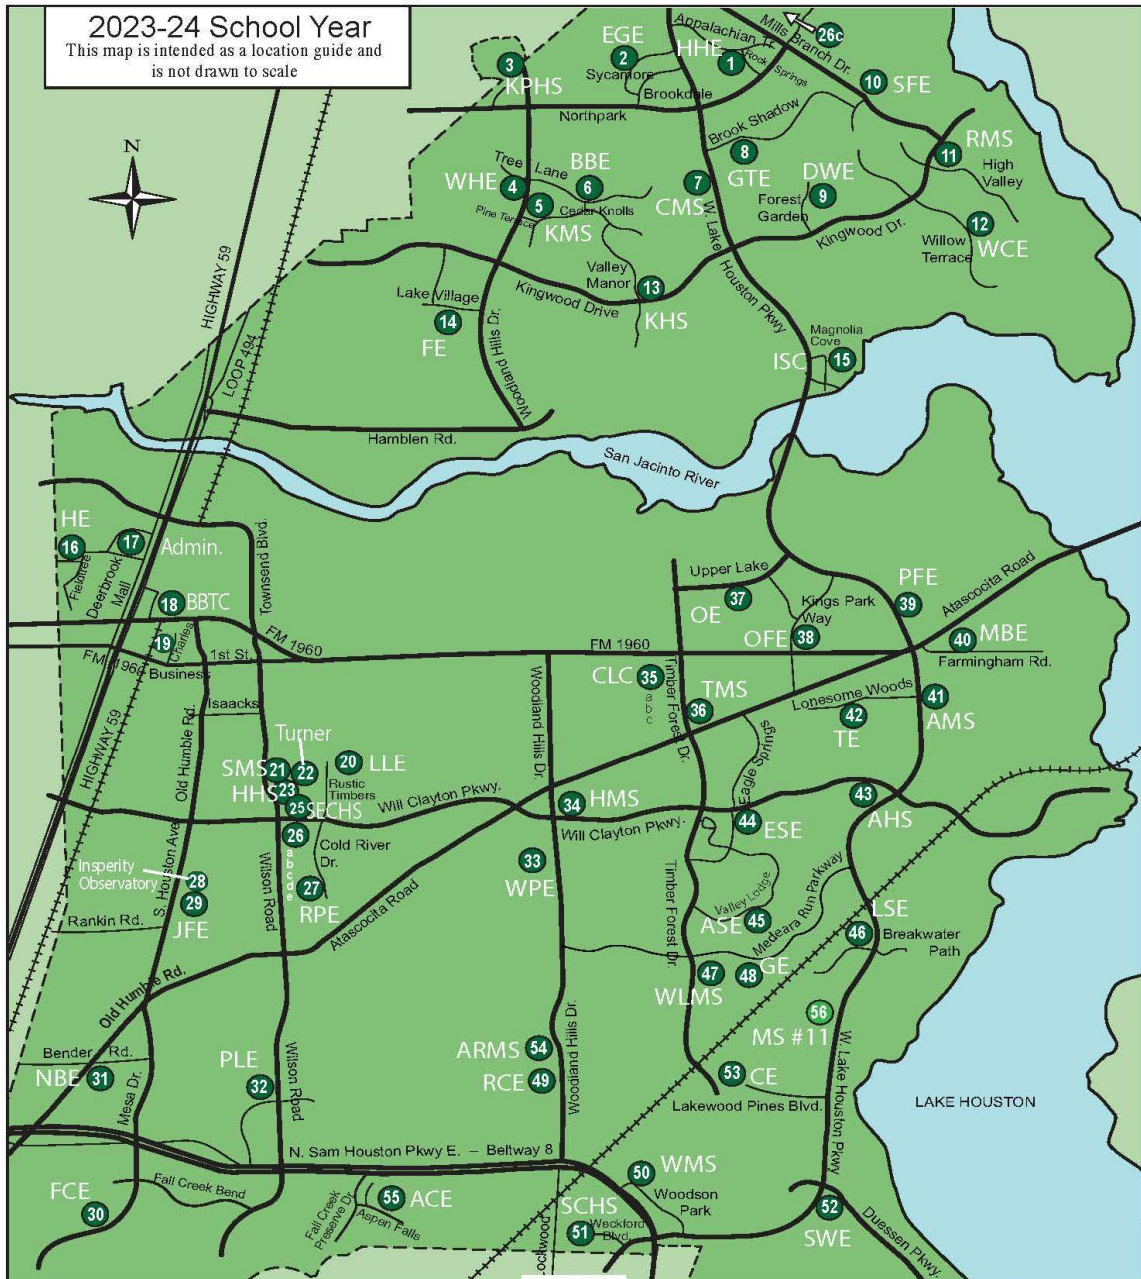 2023-24 School Year
This map is intended as a location guide and
is not drawn to scale
N
EGE
2
Sycamore
Brookdale
HHE
1
Appalachian Tr.
Rock Springs
Mills Branch Dr.
26c
10
SFE
3
KPHS
Northpark
Brook Shadow
8
GTE
RMS
11
High
Valley
Tree Lane
BBE
6
WHE
4
5
Pine Terrace
Cedar Knolls
KMS
7
CMS
DWE
9
Forest
Garden
Kingwood Dr.
12
WCE
Willow
Terrace
W. Lake Houston Pkwy
Valley
Manor
13
KHS
Kingwood Drive
Lake Village
14
FE
Woodland Hills Dr.
Magnolia
Cove
ISC
15
HIGHWAY 59
LOOP 494
Hamblen Rd.
San Jacinto River
HE
16
17
Admin.
Fieldtree
Deerbrook
Mall
18
BBTC
19
Charles
Townsend Blvd.
FM 1960
FM 1960
Business
1st St.
FM 1960
Isaacks
Upper Lake
37
OE
Kings Park
Way
OFE
38
PFE
39
Atascocita Road
40
MBE
Farmingham Rd.
CLC
35
a
b
c
Timber Forest Dr.
TMS
36
Lonesome Woods
42
TE
41
AMS
HIGHWAY 59
Old Humble Rd.
Turner
SMS
21
22
HHS
23
25
SECHS
20
LLE
Rustic
Timbers
Will Clayton Pkwy.
Woodland Hills Dr.
34
HMS
Will Clayton Pkwy.
Eagle Springs
44
ESE
43
AHS
26
a
b
c
d
e
Cold River
Dr.
27
RPE
Insperity
Observatory
28
29
JFE
S. Houston Ave.
Rankin Rd.
Wilson Road
Atascocita Road
33
WPE
Timber Forest Dr.
Valley Lodge
ASE
45
Medeara Run Parkway
LSE
46
Breakwater
Path
47
WLMS
GE
48
56
MS #11
Old Humble Rd.
Bender Rd.
NBE
31
Mesa Dr.
PLE
32
Wilson Road
ARMS
54
RCE
49
Woodland Hills Dr.
53
CE
Lakewood Pines Blvd.
W. Lake Houston Pkwy
LAKE HOUSTON
N. Sam Houston Pkwy E. – Beltway 8
FCE
30
Fall Creek Bend
Fall Creek
Preserve Dr.
55
ACE
Aspen Falls
Lockwood
SCHS
51
Weckford
Blvd.
50
WMS
Woodson
Park
52
SWE
Duessen Pkwy.